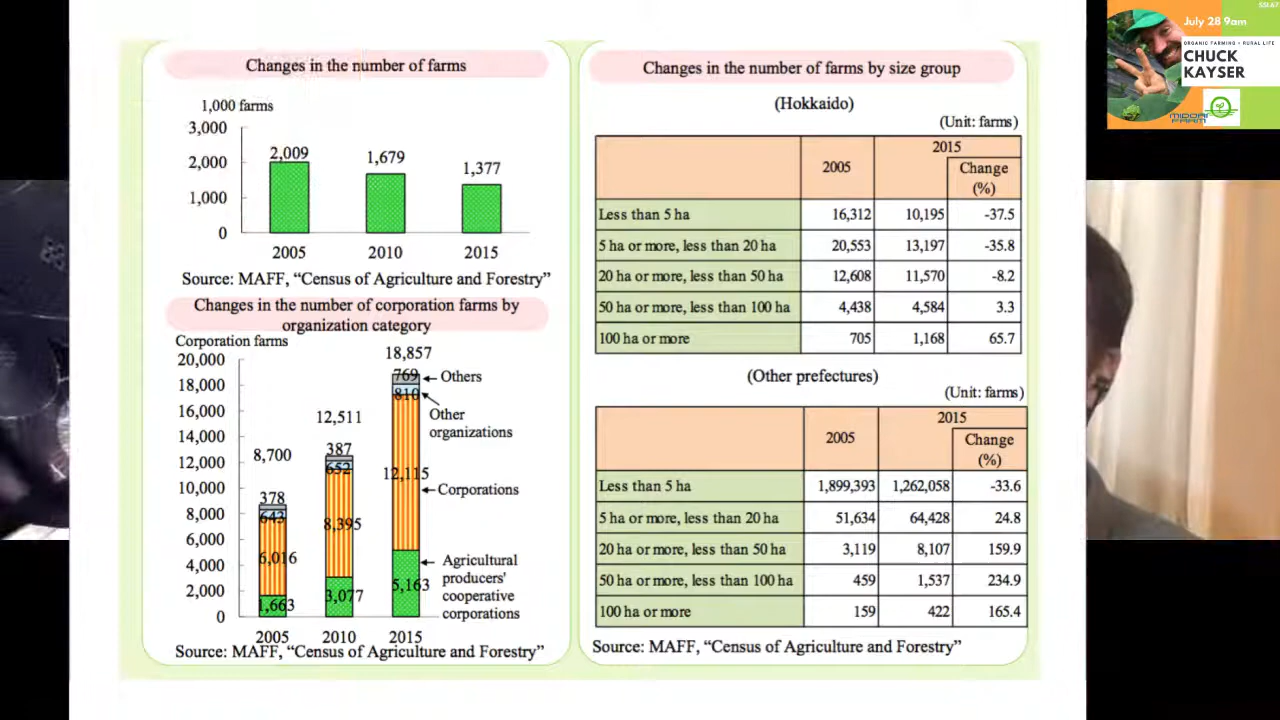 Changes in the number of farms
1,000 farms
3,000
2,000
1,000
0
2,009
1,679
1,377
2005
2010
2015
Source: MAFF, “Census of Agriculture and Forestry”
Changes in the number of corporation farms by
organization category
Corporation farms
20,000
18,000
16,000
14,000
12,000
10,000
8,000
6,000
4,000
2,000
0
8,700
378
643
6,016
1,663
12,511
387
652
8,395
3,077
18,857
769
810
12,115
5,163
Others
Other
organizations
Corporations
Agricultural
producers'
cooperative
corporations
2005
2010
2015
Source: MAFF, “Census of Agriculture and Forestry”
Changes in the number of farms by size group
(Hokkaido)
(Unit: farms)
2005
2015
Change
(%)
Less than 5 ha 16,312 10,195 -37.5
5 ha or more, less than 20 ha 20,553 13,197 -35.8
20 ha or more, less than 50 ha 12,608 11,570 -8.2
50 ha or more, less than 100 ha 4,438 4,584 3.3
100 ha or more 705 1,168 65.7
(Other prefectures)
(Unit: farms)
2005
2015
Change
(%)
Less than 5 ha 1,899,393 1,262,058 -33.6
5 ha or more, less than 20 ha 51,634 64,428 24.8
20 ha or more, less than 50 ha 3,119 8,107 159.9
50 ha or more, less than 100 ha 459 1,537 234.9
100 ha or more 159 422 165.4
Source: MAFF, “Census of Agriculture and Forestry”
SSL67
July 28 9am
ORGANIC FARMING + RURAL LIFE
CHUCK
KAYSER
MIDORI
FARM